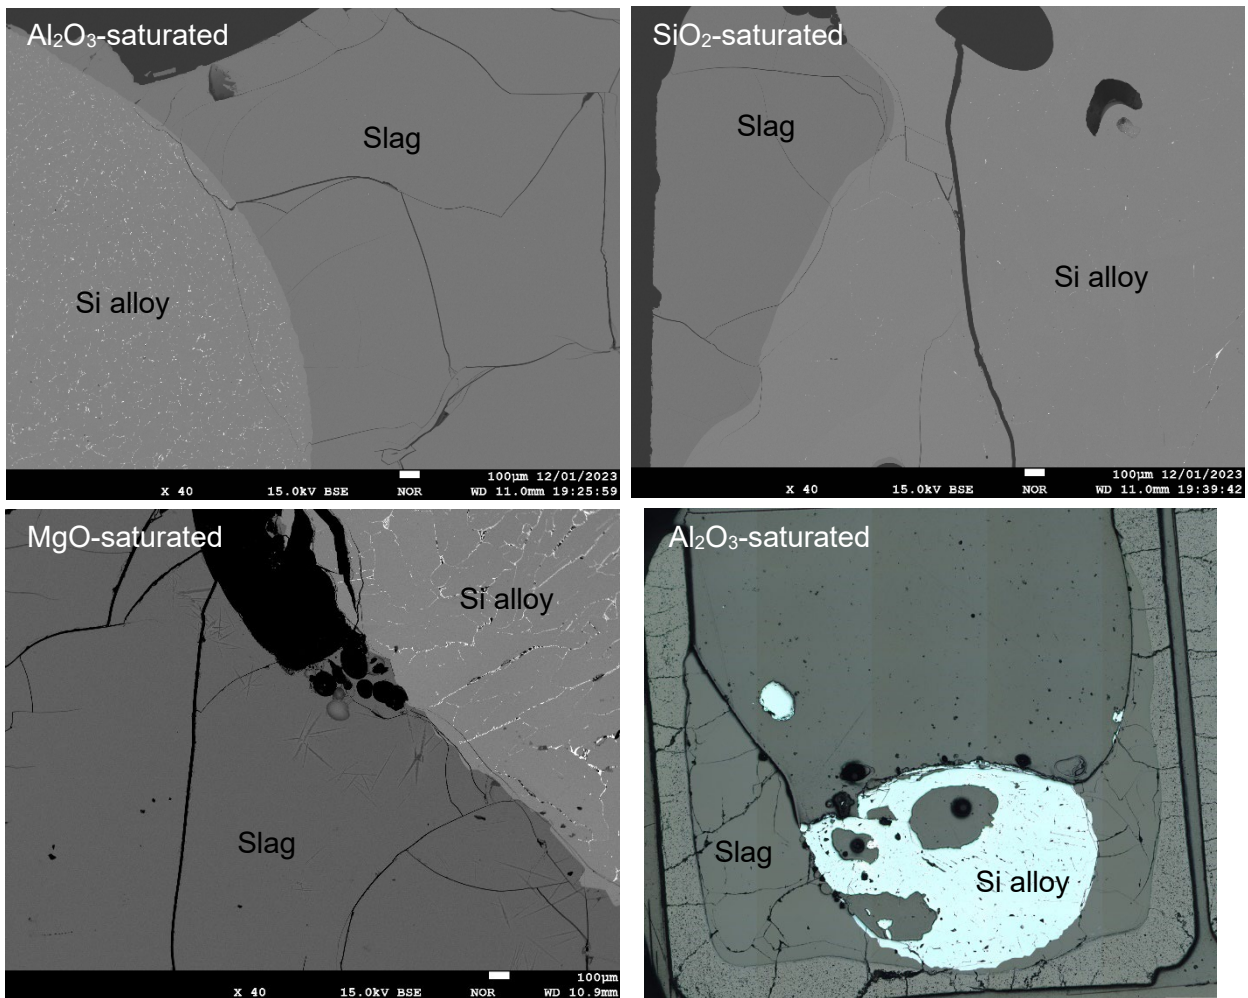 Al₂O₃-saturated
Slag
Si alloy
100μm 12/01/2023
X 40 15.0kV BSE NOR WD 11.0mm 19:25:59
SiO₂-saturated
Slag
Si alloy
100μm 12/01/2023
X 40 15.0kV BSE NOR WD 11.0mm 19:39:42
MgO-saturated
Si alloy
Slag
100μm
X 40 15.0kV BSE NOR WD 10.9mm
Al₂O₃-saturated
Slag
Si alloy